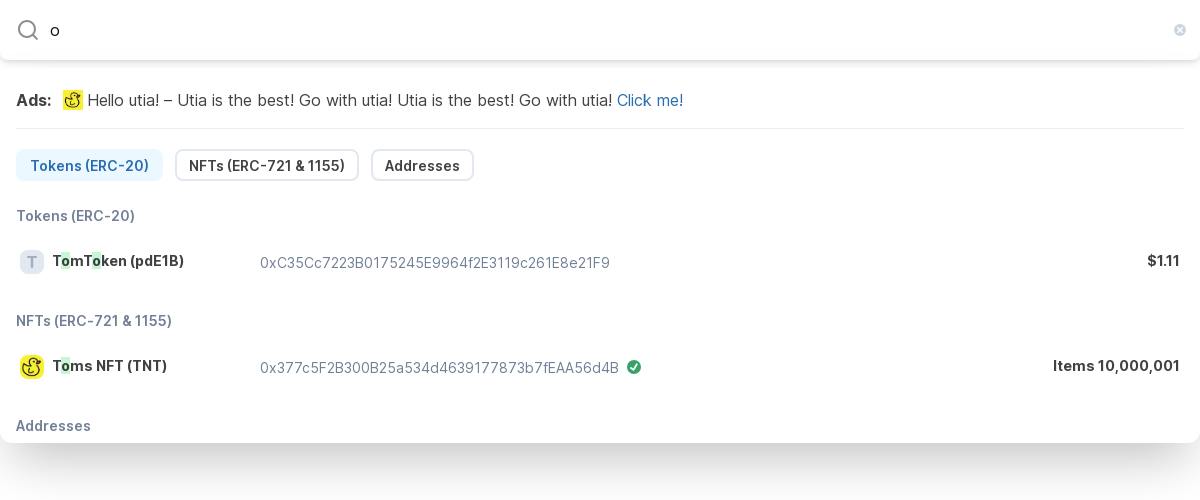 o
Ads: Hello utia! – Utia is the best! Go with utia! Utia is the best! Go with utia! Click me!
Tokens (ERC-20) NFTs (ERC-721 & 1155) Addresses
Tokens (ERC-20)
T TomToken (pdE1B) 0xC35Cc7223B0175245E9964f2E3119c261E8e21F9 $1.11
NFTs (ERC-721 & 1155)
Toms NFT (TNT) 0x377c5F2B300B25a534d4639177873b7fEAA56d4B Items 10,000,001
Addresses